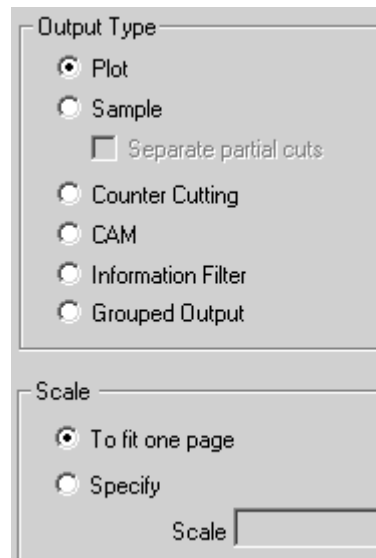 Output Type
Plot
Sample
Separate partial cuts
Counter Cutting
CAM
Information Filter
Grouped Output
Scale
To fit one page
Specify
Scale